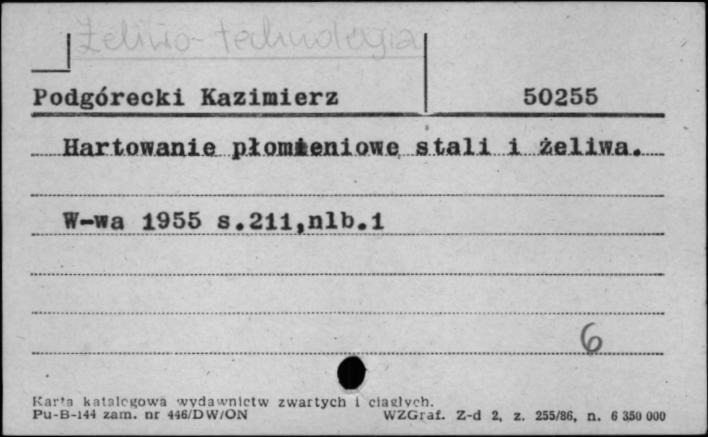 Żeliwo-technologia
Podgórecki Kazimierz 50255
Hartowanie płomieniowe stali i żeliwa.
W-wa 1955 s.211,nlb.1
6
Karta katalogowa wydawnictw zwartych i ciągłych.
Pu-B-144 zam. nr 446/DW/ON WZGraf. Z-d 2, z. 255/86, n. 6 350 000